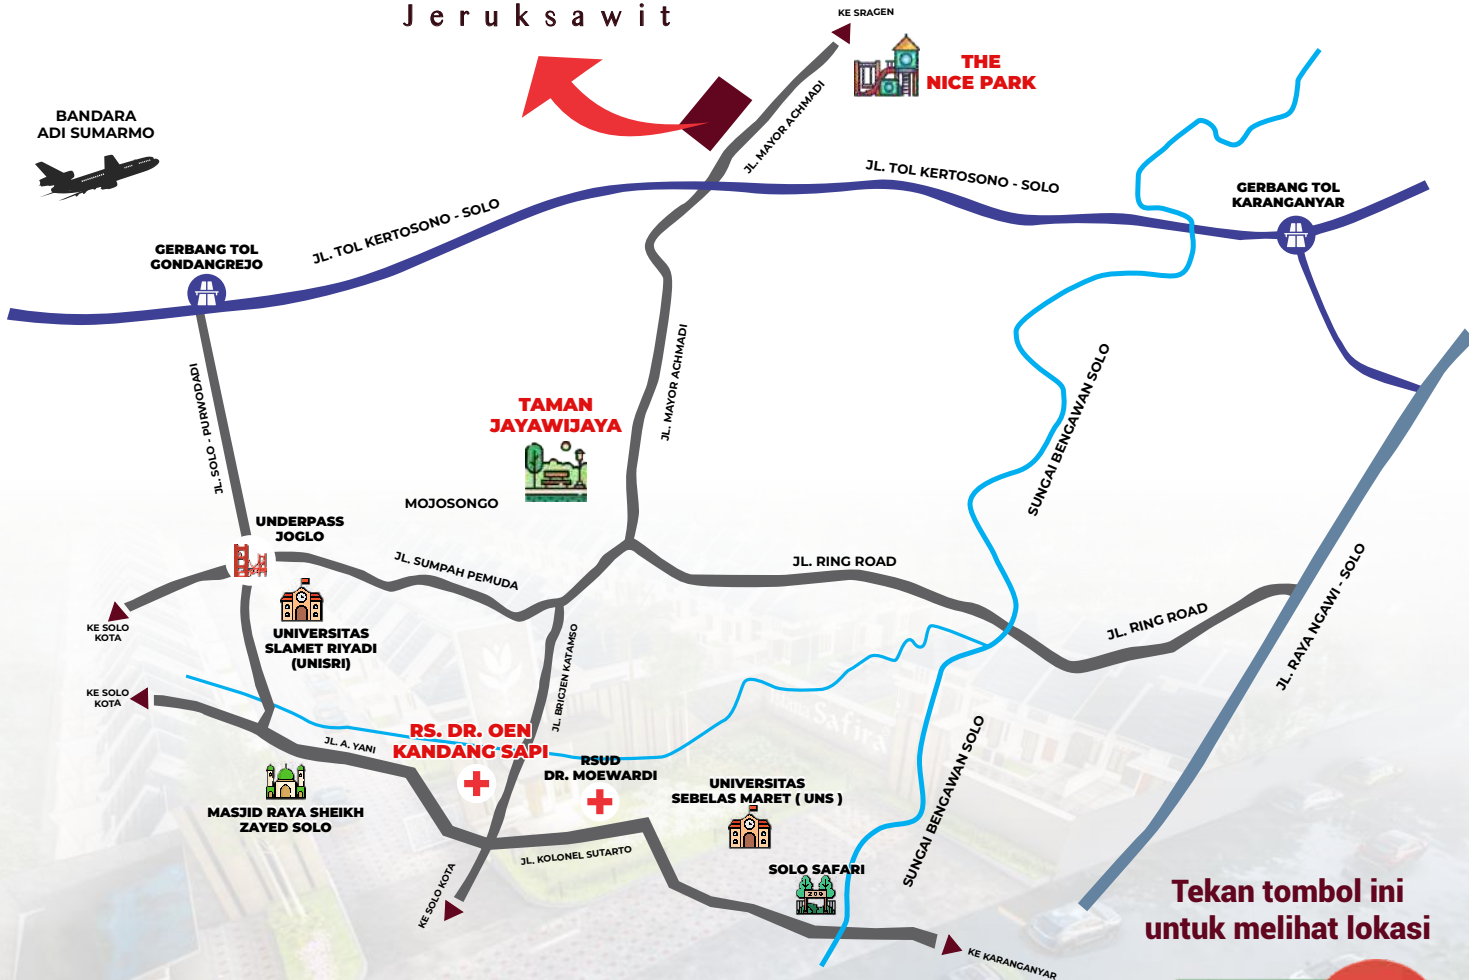 Jeruksawit
KE SRAGEN
THE
NICE PARK
BANDARA
ADI SUMARMO
JL. MAYOR ACHMADI
JL. TOL KERTOSONO - SOLO
GERBANG TOL
KARANGANYAR
JL. TOL KERTOSONO - SOLO
GERBANG TOL
GONDANGREJO
JL. SOLO - PURWODADI
JL. MAYOR ACHMADI
SUNGAI BENGAWAN SOLO
TAMAN
JAYAWIJAYA
MOJOSONGO
UNDERPASS
JOGLO
JL. SUMPAH PEMUDA
JL. RING ROAD
JL. RING ROAD
JL. RAYA NGAWI - SOLO
KE SOLO
KOTA
UNIVERSITAS
SLAMET RIYADI
(UNISRI)
JL. BRIGJEN KATAMSO
KE SOLO
KOTA
JL. A. YANI
RS. DR. OEN
KANDANG SAPI
RSUD
DR. MOEWARDI
Safira
UNIVERSITAS
SEBELAS MARET ( UNS )
SUNGAI BENGAWAN SOLO
MASJID RAYA SHEIKH
ZAYED SOLO
JL. KOLONEL SUTARTO
KE SOLO KOTA
SOLO SAFARI
ZOO
KE KARANGANYAR
Tekan tombol ini
untuk melihat lokasi